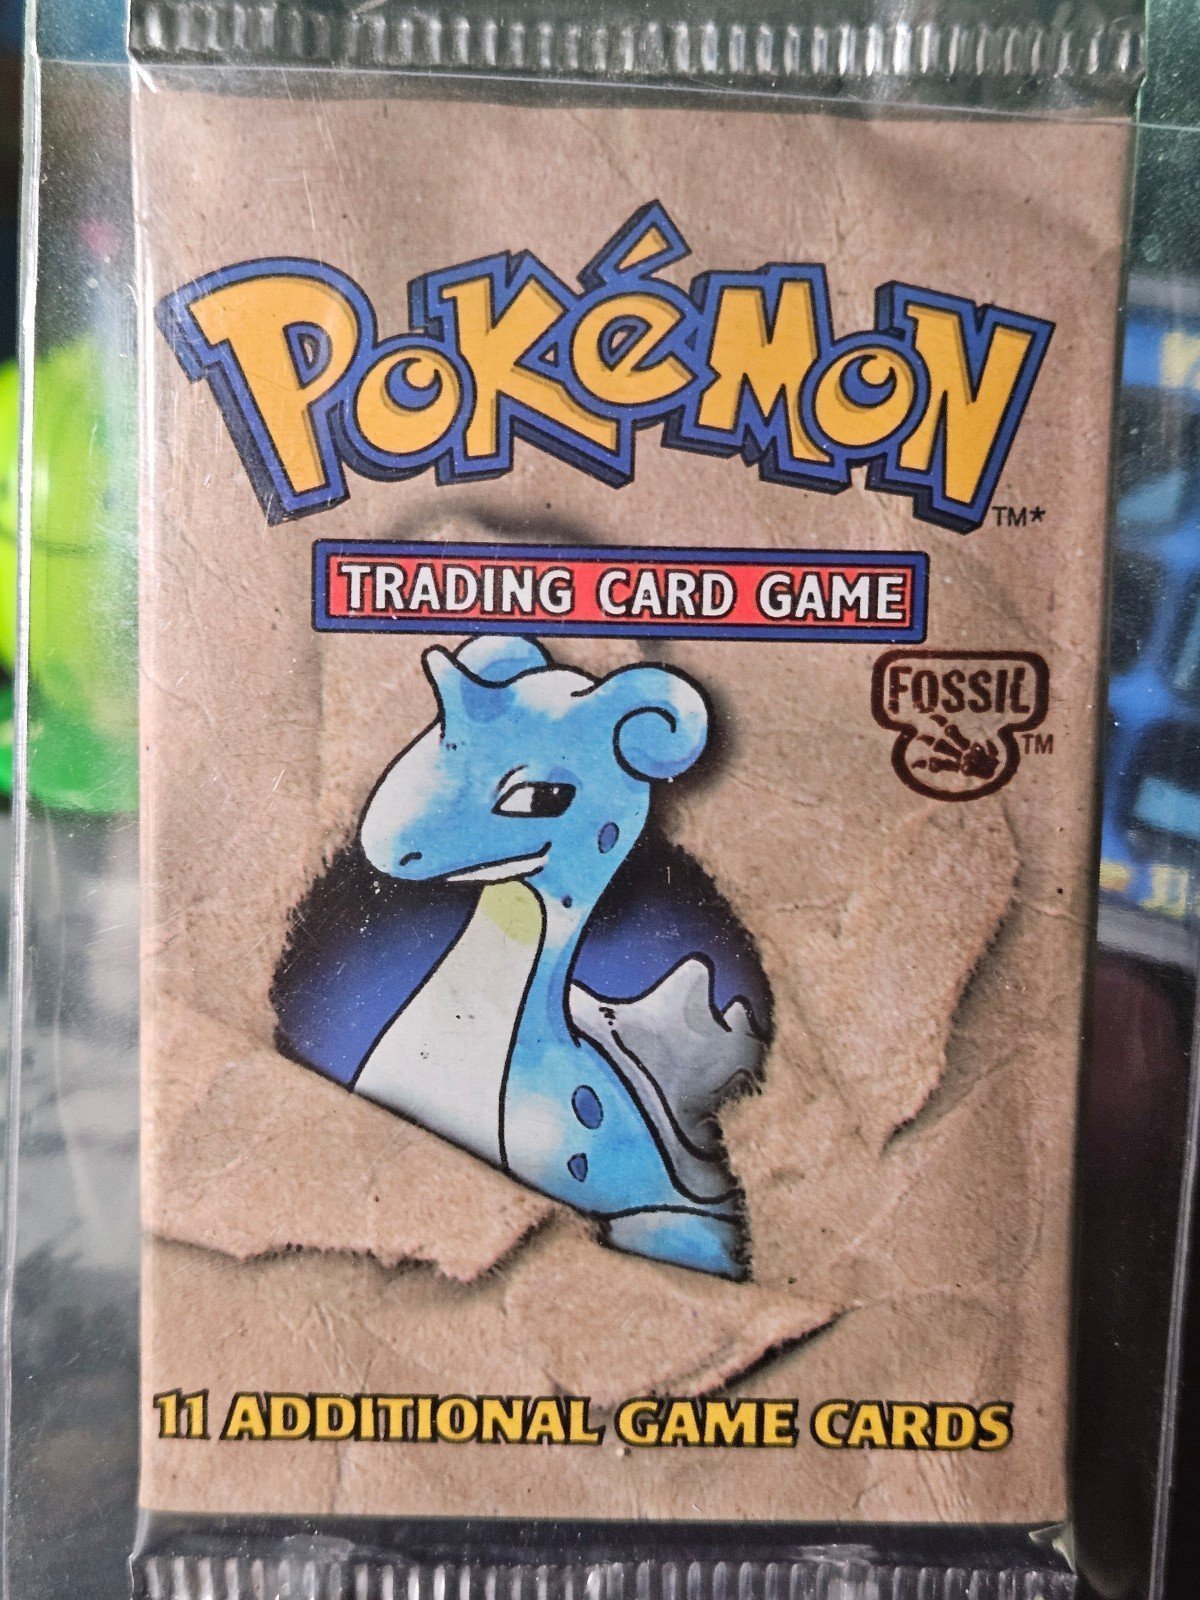 POKéMON
TM*
TRADING CARD GAME
FOSSIL
TM
11 ADDITIONAL GAME CARDS